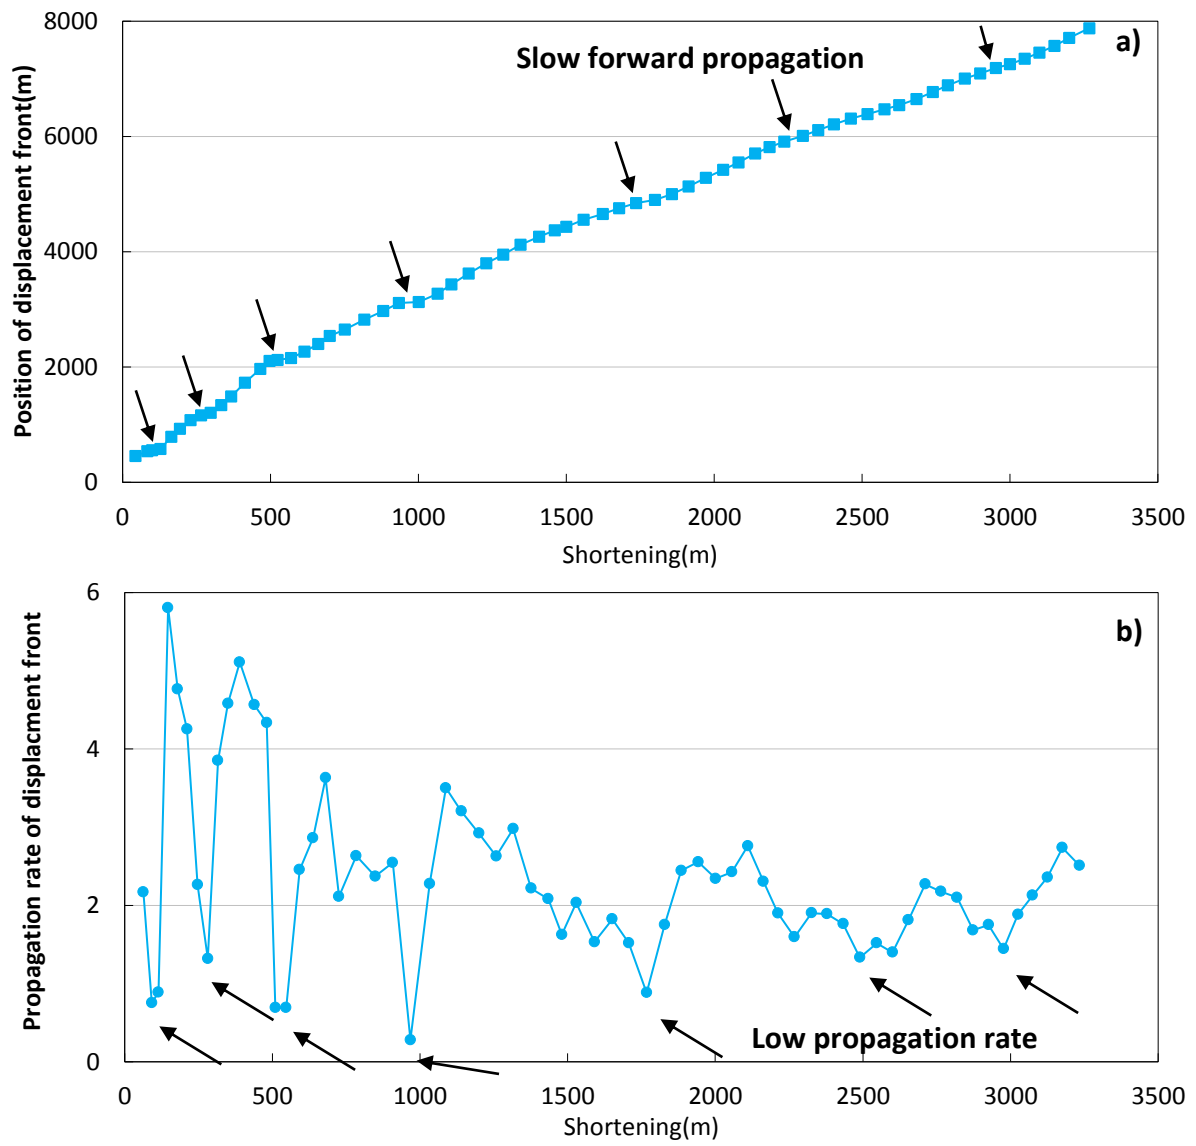 8000
a)
Slow forward propagation
6000
4000
2000
0
Position of displacement front(m)
0 500 1000 1500 2000 2500 3000 3500
Shortening(m)
6
b)
4
2
Low propagation rate
0
Propagation rate of displacment front
0 500 1000 1500 2000 2500 3000 3500
Shortening(m)